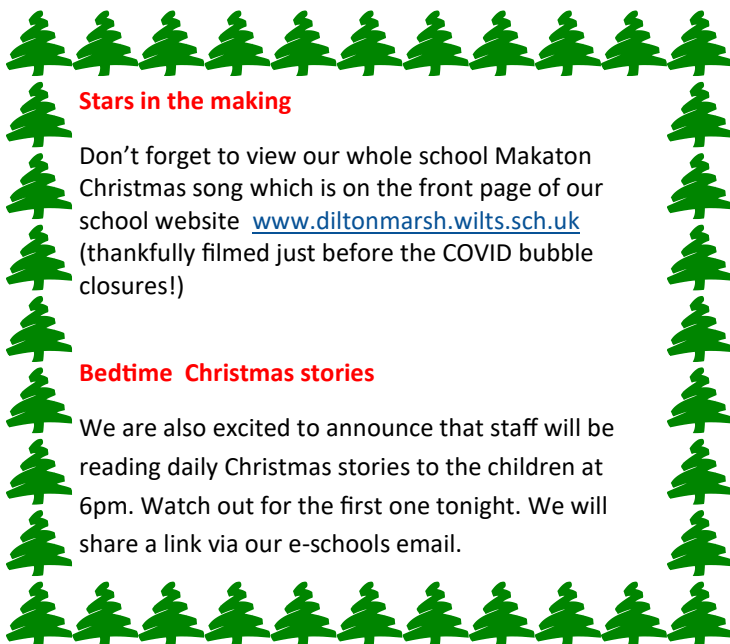 Stars in the making
Don’t forget to view our whole school Makaton
Christmas song which is on the front page of our
school website  www.diltonmarsh.wilts.sch.uk
(thankfully filmed just before the COVID bubble
closures!)
Bedtime  Christmas stories
We are also excited to announce that staff will be
reading daily Christmas stories to the children at
6pm. Watch out for the first one tonight. We will
share a link via our e-schools email.